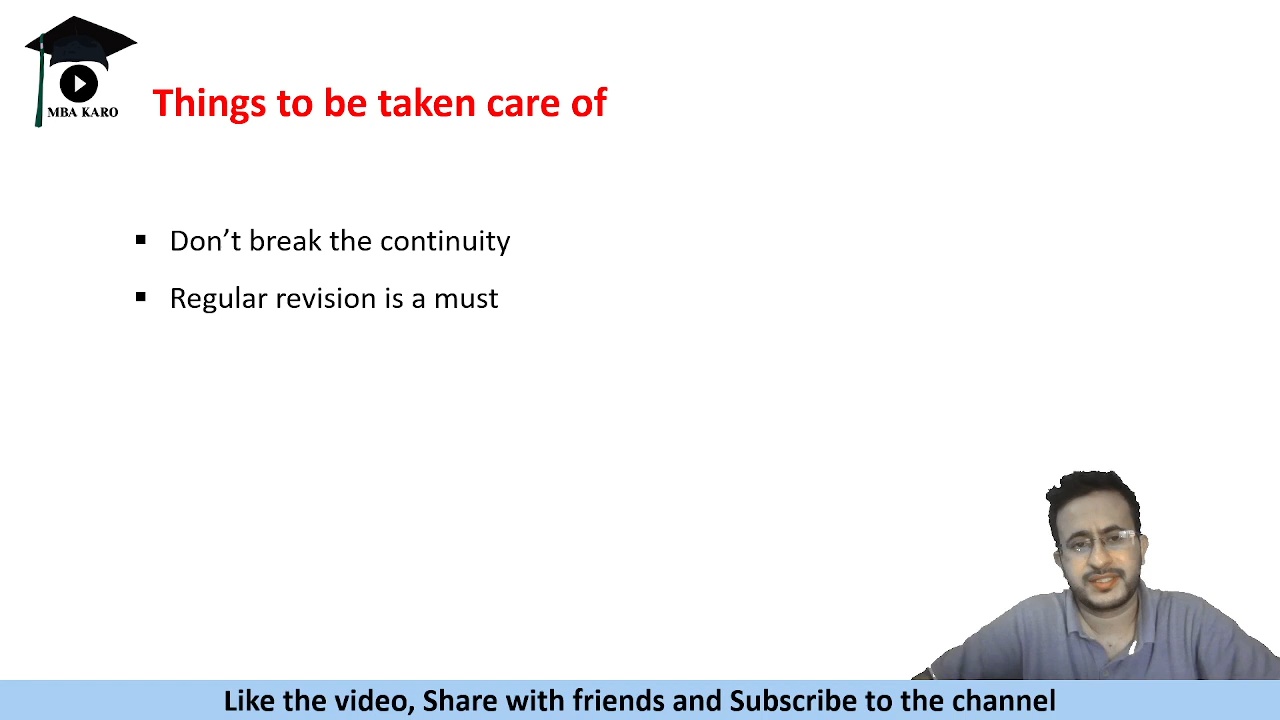 MBA KARO
Things to be taken care of
Don’t break the continuity
Regular revision is a must
Like the video, Share with friends and Subscribe to the channel